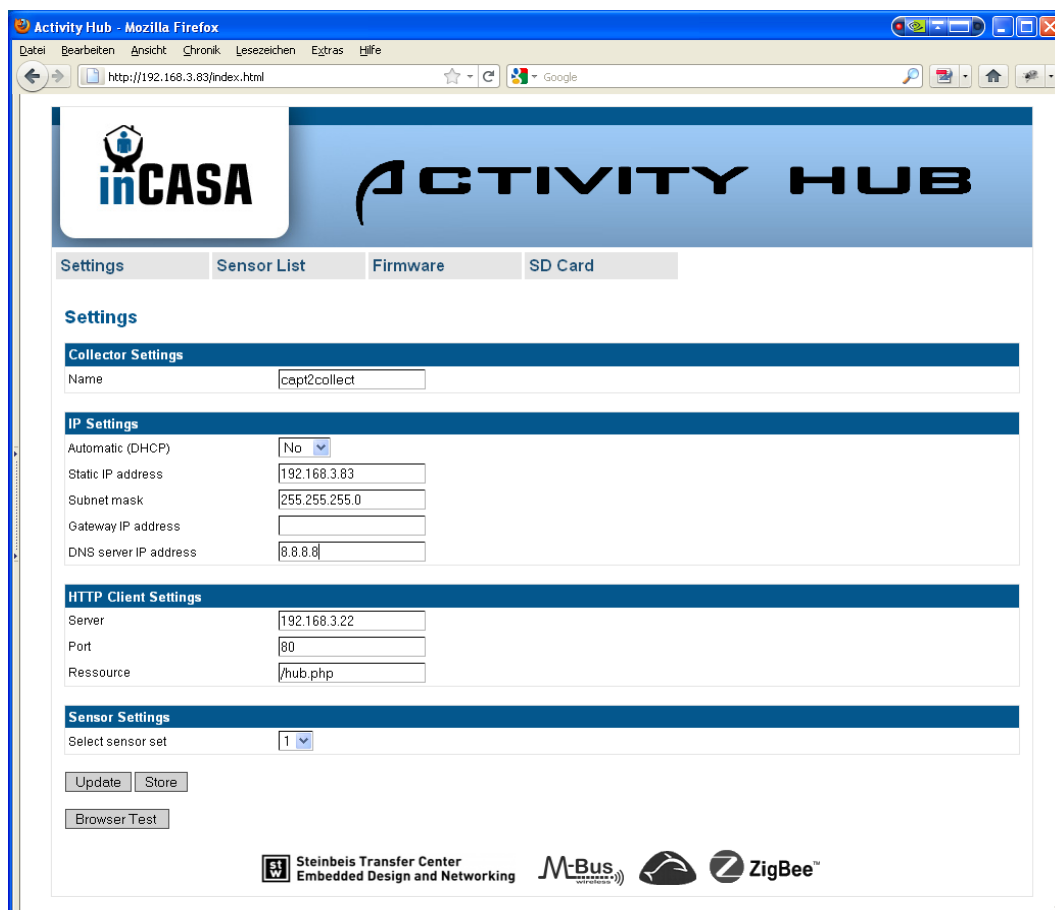 Activity Hub - Mozilla Firefox
Datei Bearbeiten Ansicht Chronik Lesezeichen Extras Hilfe
http://192.168.3.83/index.html Google
inCASA
ACTIVITY HUB
Settings Sensor List Firmware SD Card
Settings
Collector Settings
Name capt2collect
IP Settings
Automatic (DHCP) No
Static IP address 192.168.3.83
Subnet mask 255.255.255.0
Gateway IP address
DNS server IP address 8.8.8.8
HTTP Client Settings
Server 192.168.3.22
Port 80
Ressource /hub.php
Sensor Settings
Select sensor set 1
Update Store
Browser Test
st w Steinbeis Transfer Center
Embedded Design and Networking
M-Bus wireless
ZigBee™